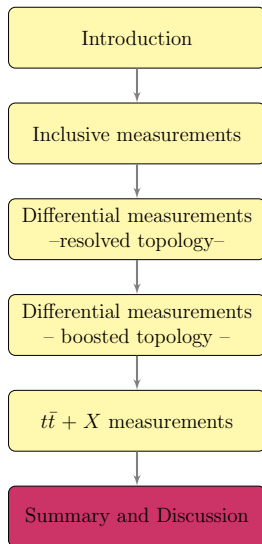 Introduction
Inclusive measurements
Differential measurements
–resolved topology–
Differential measurements
– boosted topology –
tt̄ + X measurements
Summary and Discussion